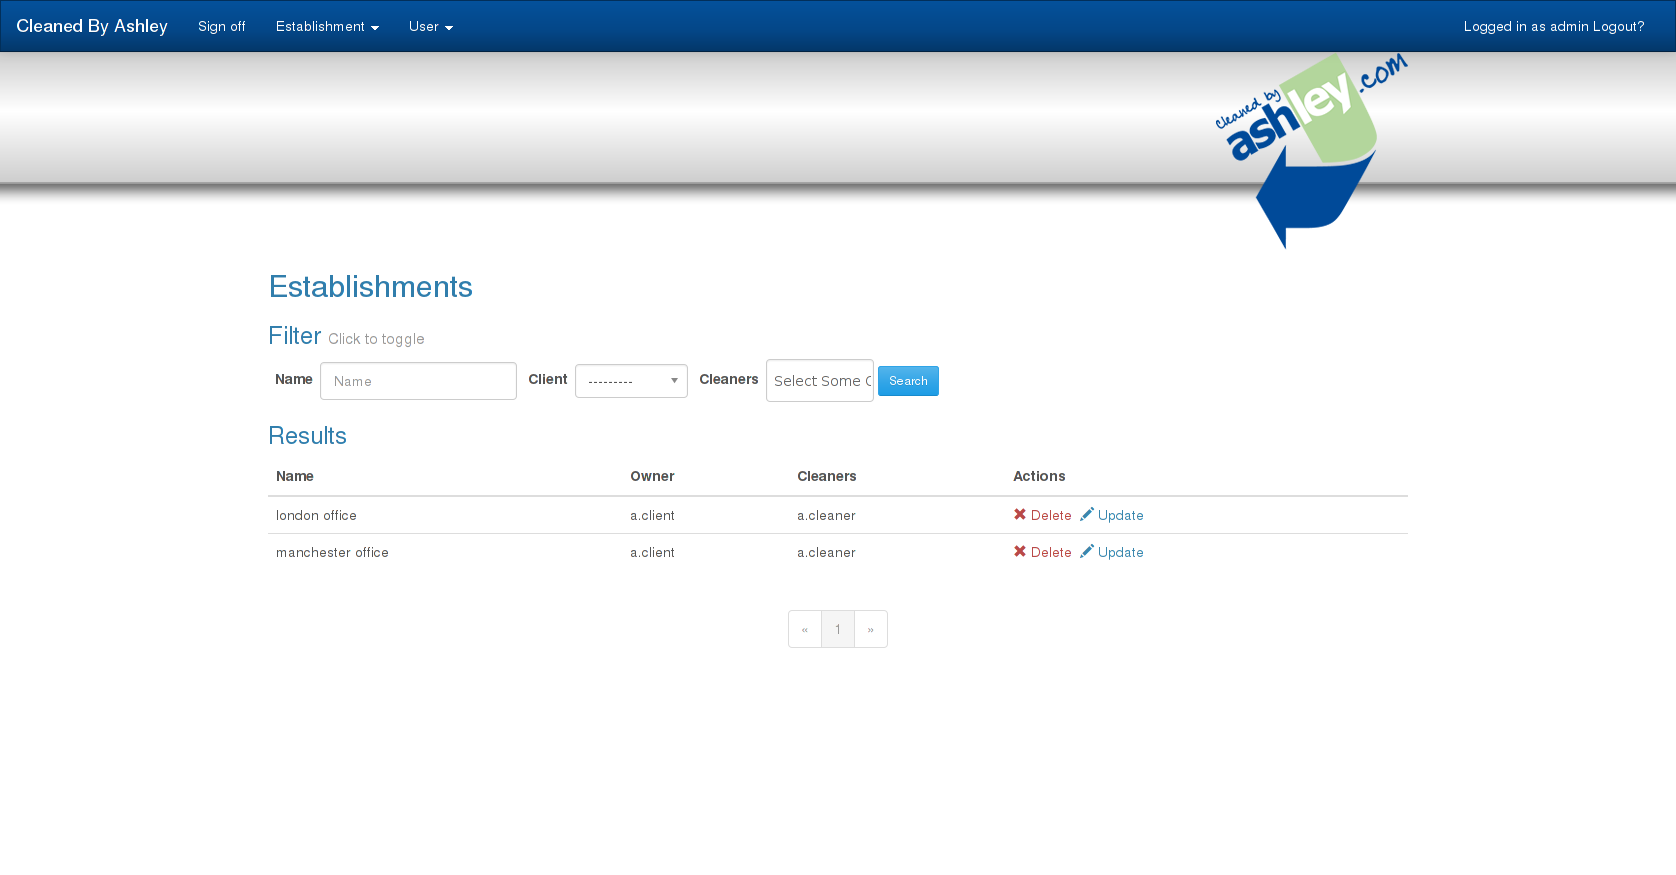 Cleaned By Ashley Sign off Establishment User Logged in as admin Logout?
cleaned by ashley.com
Establishments
Filter Click to toggle
Name Name Client --------- Cleaners Select Some O Search
Results
Name Owner Cleaners Actions
london office a.client a.cleaner Delete Update
manchester office a.client a.cleaner Delete Update
« 1 »